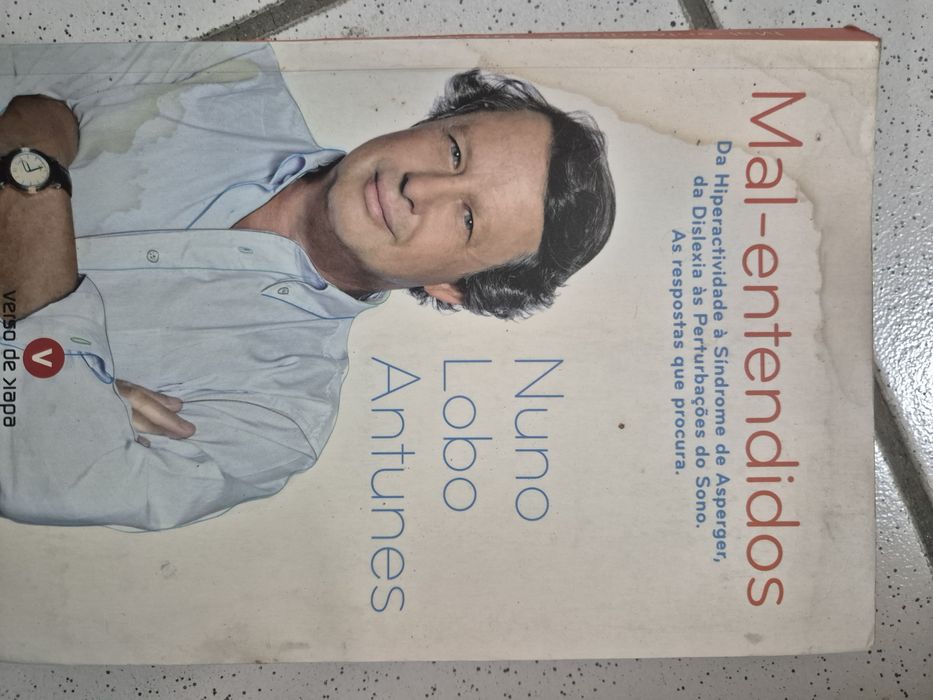 Mal-entendidos
Da Hiperactividade à Síndrome de Asperger,
da Dislexia às Perturbações do Sono.
As respostas que procura.
Nuno
Lobo
Antunes
V
verso de kapa